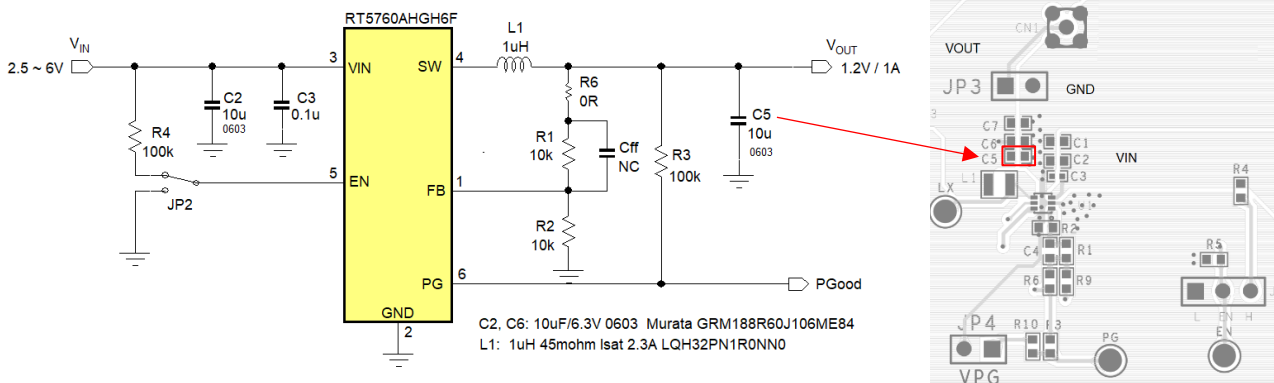 RT5760AHGH6F
VIN
2.5 ~ 6V
3
VIN
SW
4
L1
1uH
VOUT
1.2V / 1A
R6
0R
C2
10u
0603
C3
0.1u
R4
100k
R1
10k
Cff
NC
C5
10u
0603
R3
100k
5
EN
FB
1
JP2
R2
10k
PG
6
PGood
GND
2
C2, C6: 10uF/6.3V 0603 Murata GRM188R60J106ME84
L1: 1uH 45mohm Isat 2.3A LQH32PN1R0NN0
CN1
VOUT
JP3
GND
C7
C6
C1
C5
C2
VIN
C3
L1
R4
LX
R2
C4
R1
R5
R6
R9
L
EN
H
JP4
R10
R3
PG
EN
VPG